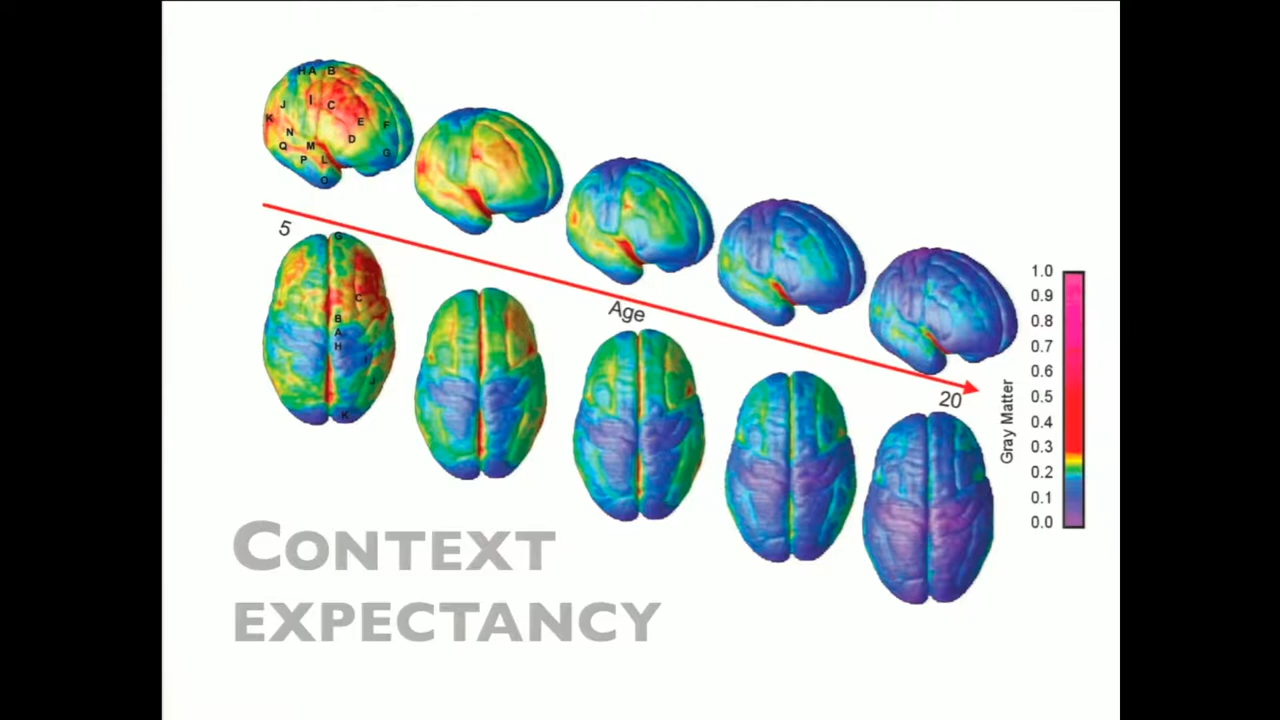 H A B
J I C
K E F
N D
Q M G
P L
O
5
G
C
B
A
H
I
J
K
Age
20
Gray Matter
1.0
0.9
0.8
0.7
0.6
0.5
0.4
0.3
0.2
0.1
0.0
CONTEXT
EXPECTANCY